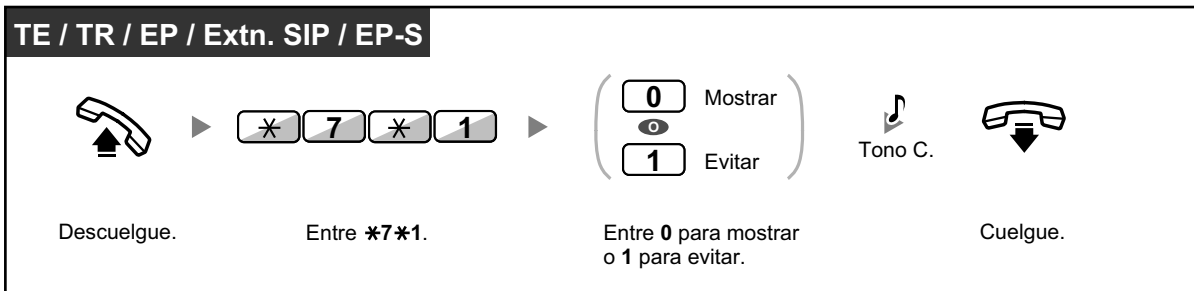 TE / TR / EP / Extn. SIP / EP-S
* 7 * 1
0 Mostrar
O
1 Evitar
Tono C.
Descuelgue.
Entre *7*1.
Entre 0 para mostrar
o 1 para evitar.
Cuelgue.